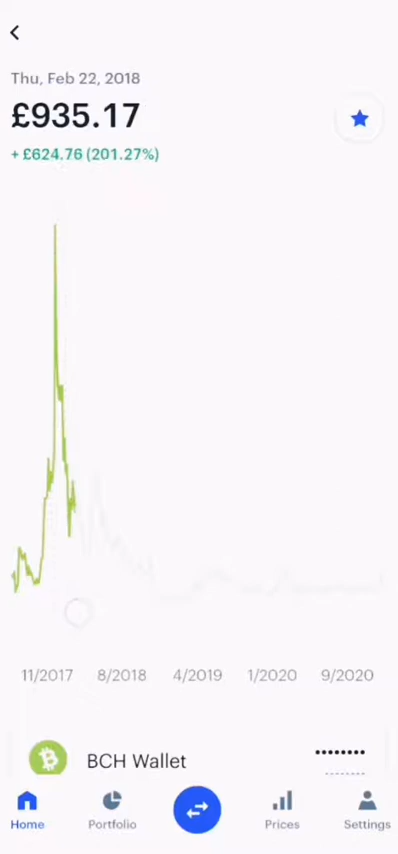 Thu, Feb 22, 2018
£935.17
+ £624.76 (201.27%)
11/2017 8/2018 4/2019 1/2020 9/2020
BCH Wallet ••••••••
Home Portfolio Prices Settings